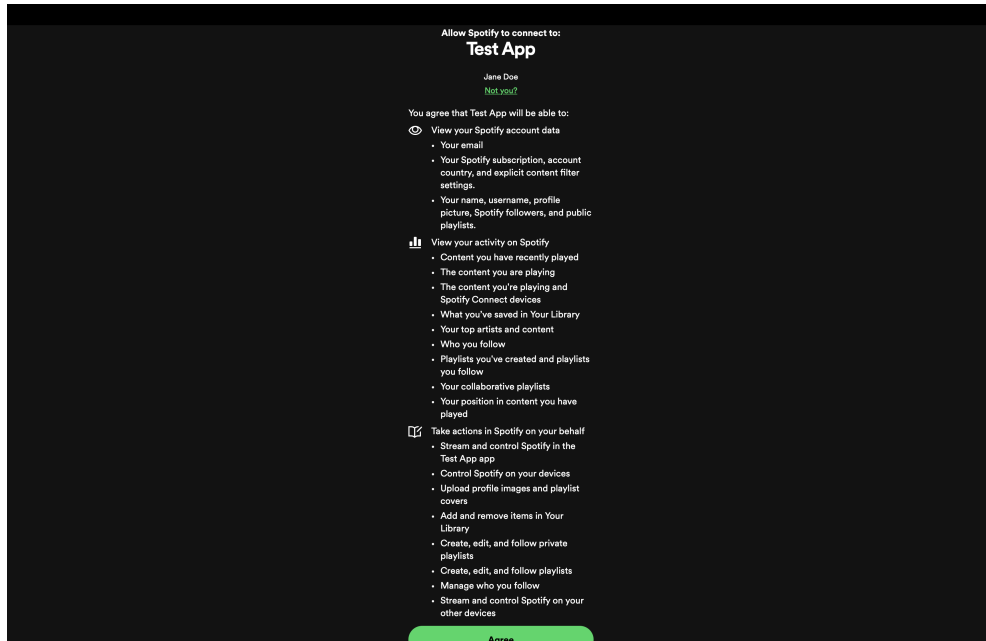 Allow Spotify to connect to:
Test App
Jane Doe
Not you?
You agree that Test App will be able to:
View your Spotify account data
• Your email
• Your Spotify subscription, account
country, and explicit content filter
settings.
• Your name, username, profile
picture, Spotify followers, and public
playlists.
View your activity on Spotify
• Content you have recently played
• The content you are playing
• The content you're playing and
Spotify Connect devices
• What you've saved in Your Library
• Your top artists and content
• Who you follow
• Playlists you've created and playlists
you follow
• Your collaborative playlists
• Your position in content you have
played
Take actions in Spotify on your behalf
• Stream and control Spotify in the
Test App app
• Control Spotify on your devices
• Upload profile images and playlist
covers
• Add and remove items in Your
Library
• Create, edit, and follow private
playlists
• Create, edit, and follow playlists
• Manage who you follow
• Stream and control Spotify on your
other devices
Agree